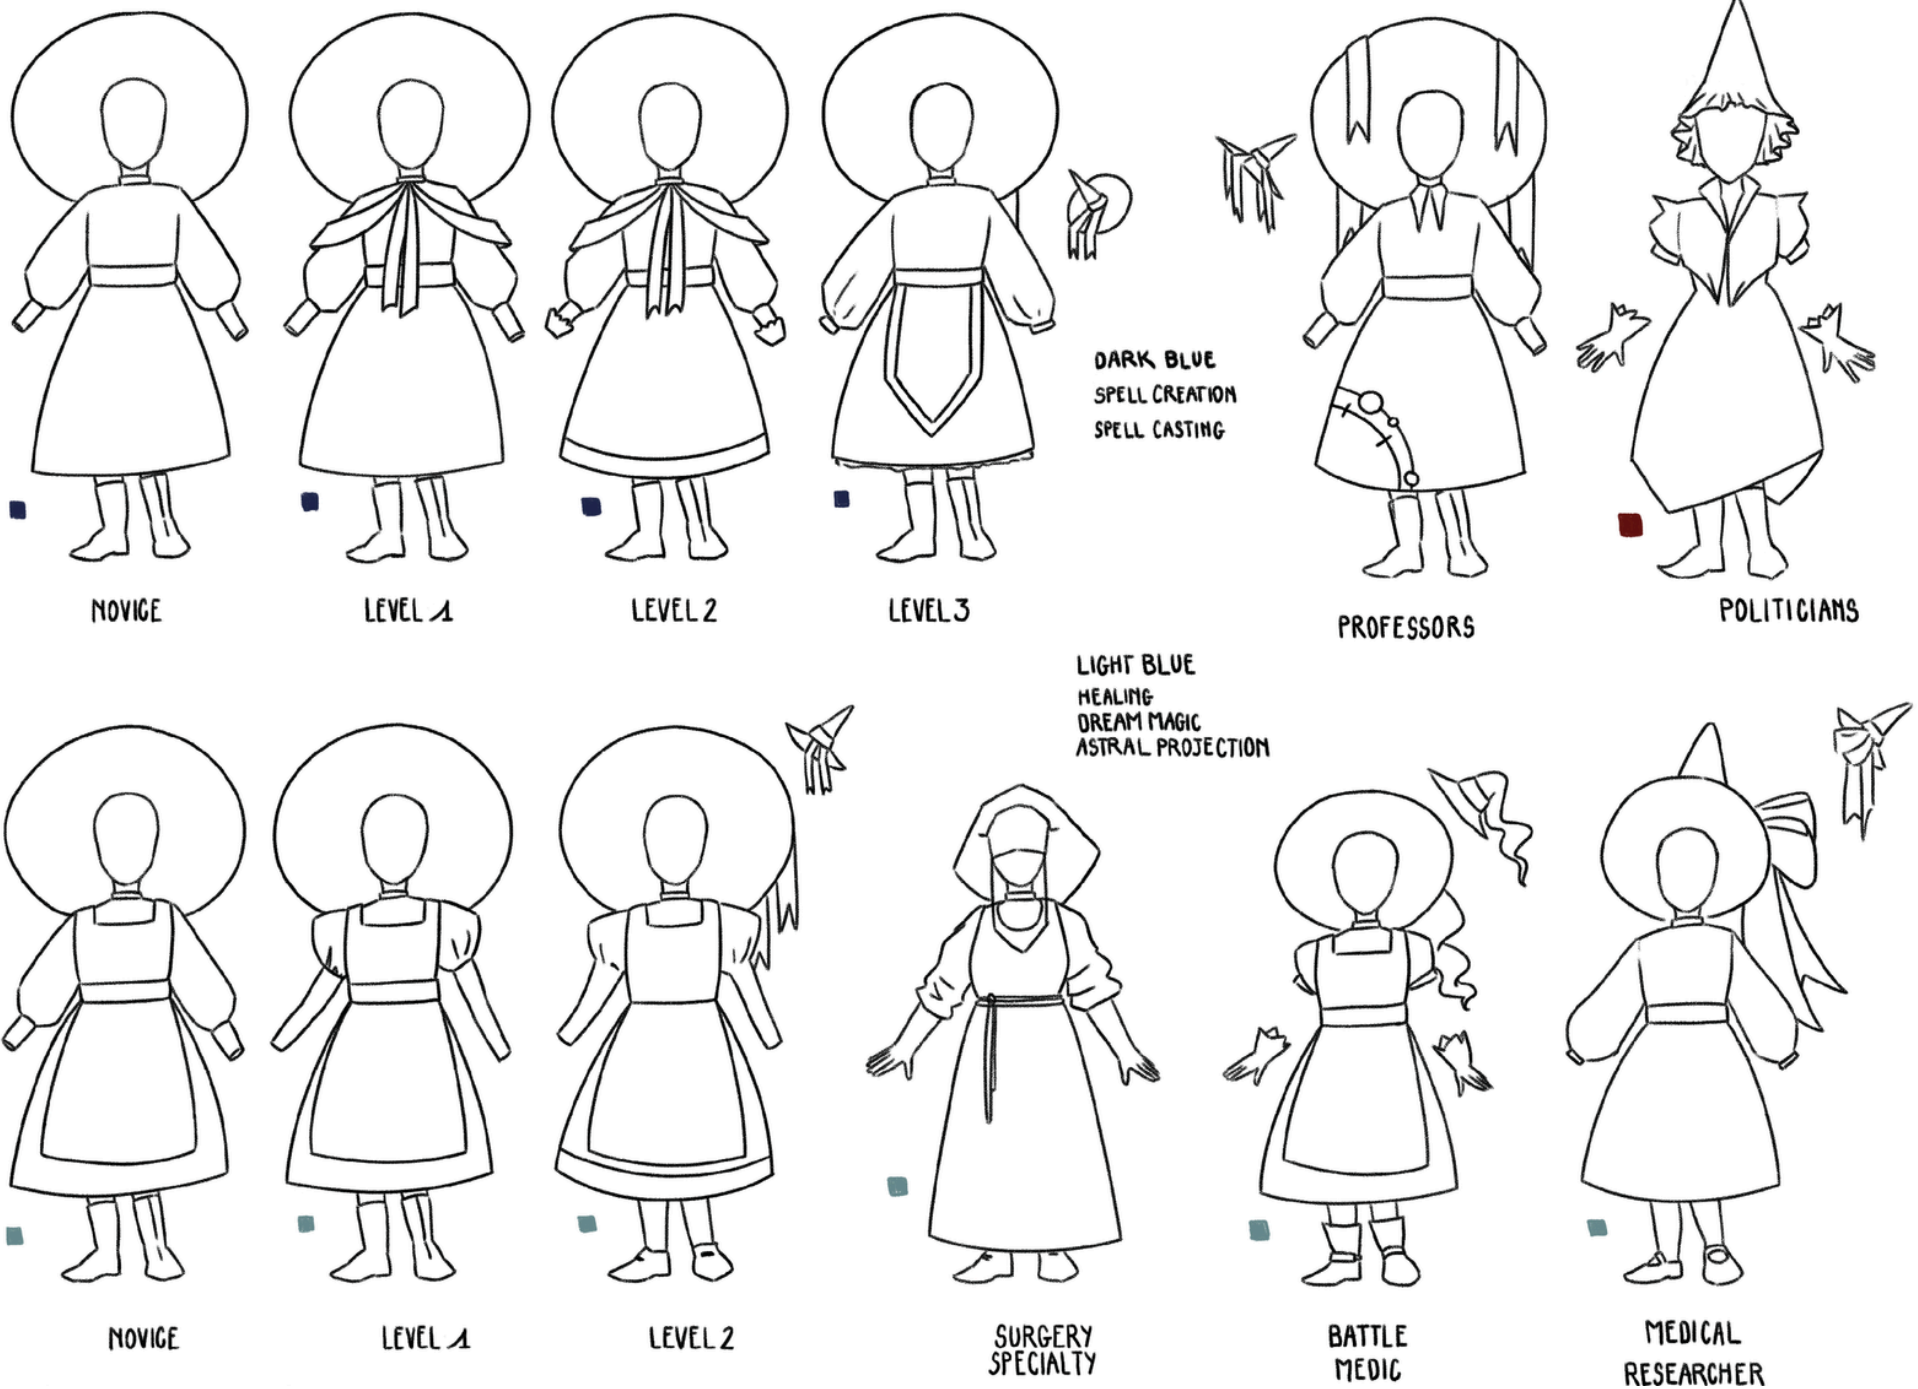 DARK BLUE
SPELL CREATION
SPELL CASTING
NOVICE
LEVEL 1
LEVEL 2
LEVEL 3
PROFESSORS
POLITICIANS
LIGHT BLUE
HEALING
DREAM MAGIC
ASTRAL PROJECTION
NOVICE
LEVEL 1
LEVEL 2
SURGERY
SPECIALTY
BATTLE
MEDIC
MEDICAL
RESEARCHER